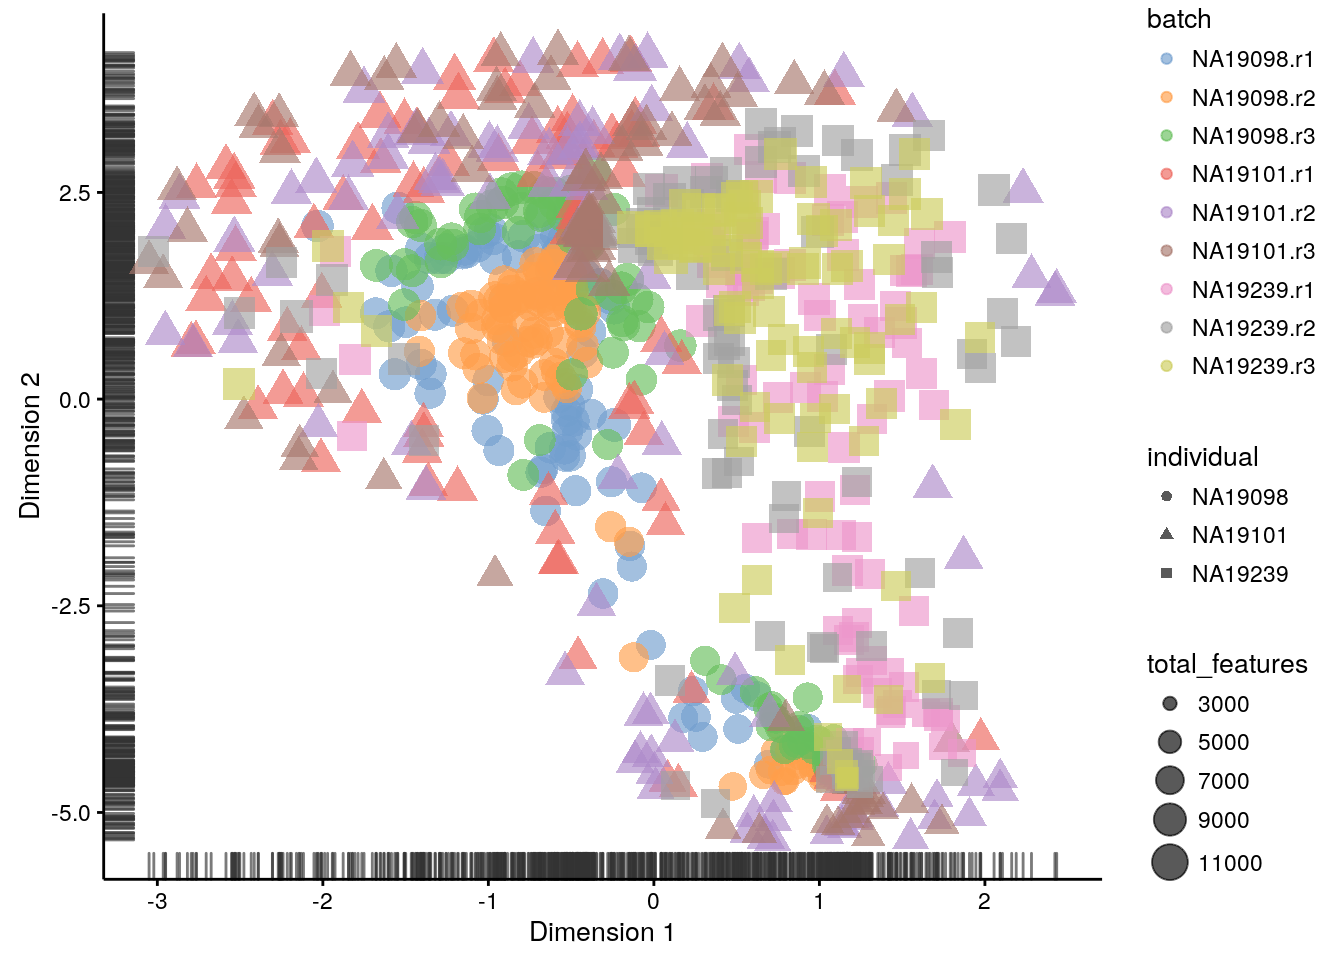 batch
NA19098.r1
NA19098.r2
NA19098.r3
NA19101.r1
NA19101.r2
NA19101.r3
NA19239.r1
NA19239.r2
NA19239.r3
individual
NA19098
NA19101
NA19239
total_features
3000
5000
7000
9000
11000
Dimension 2
2.5
0.0
-2.5
-5.0
-3 -2 -1 0 1 2
Dimension 1